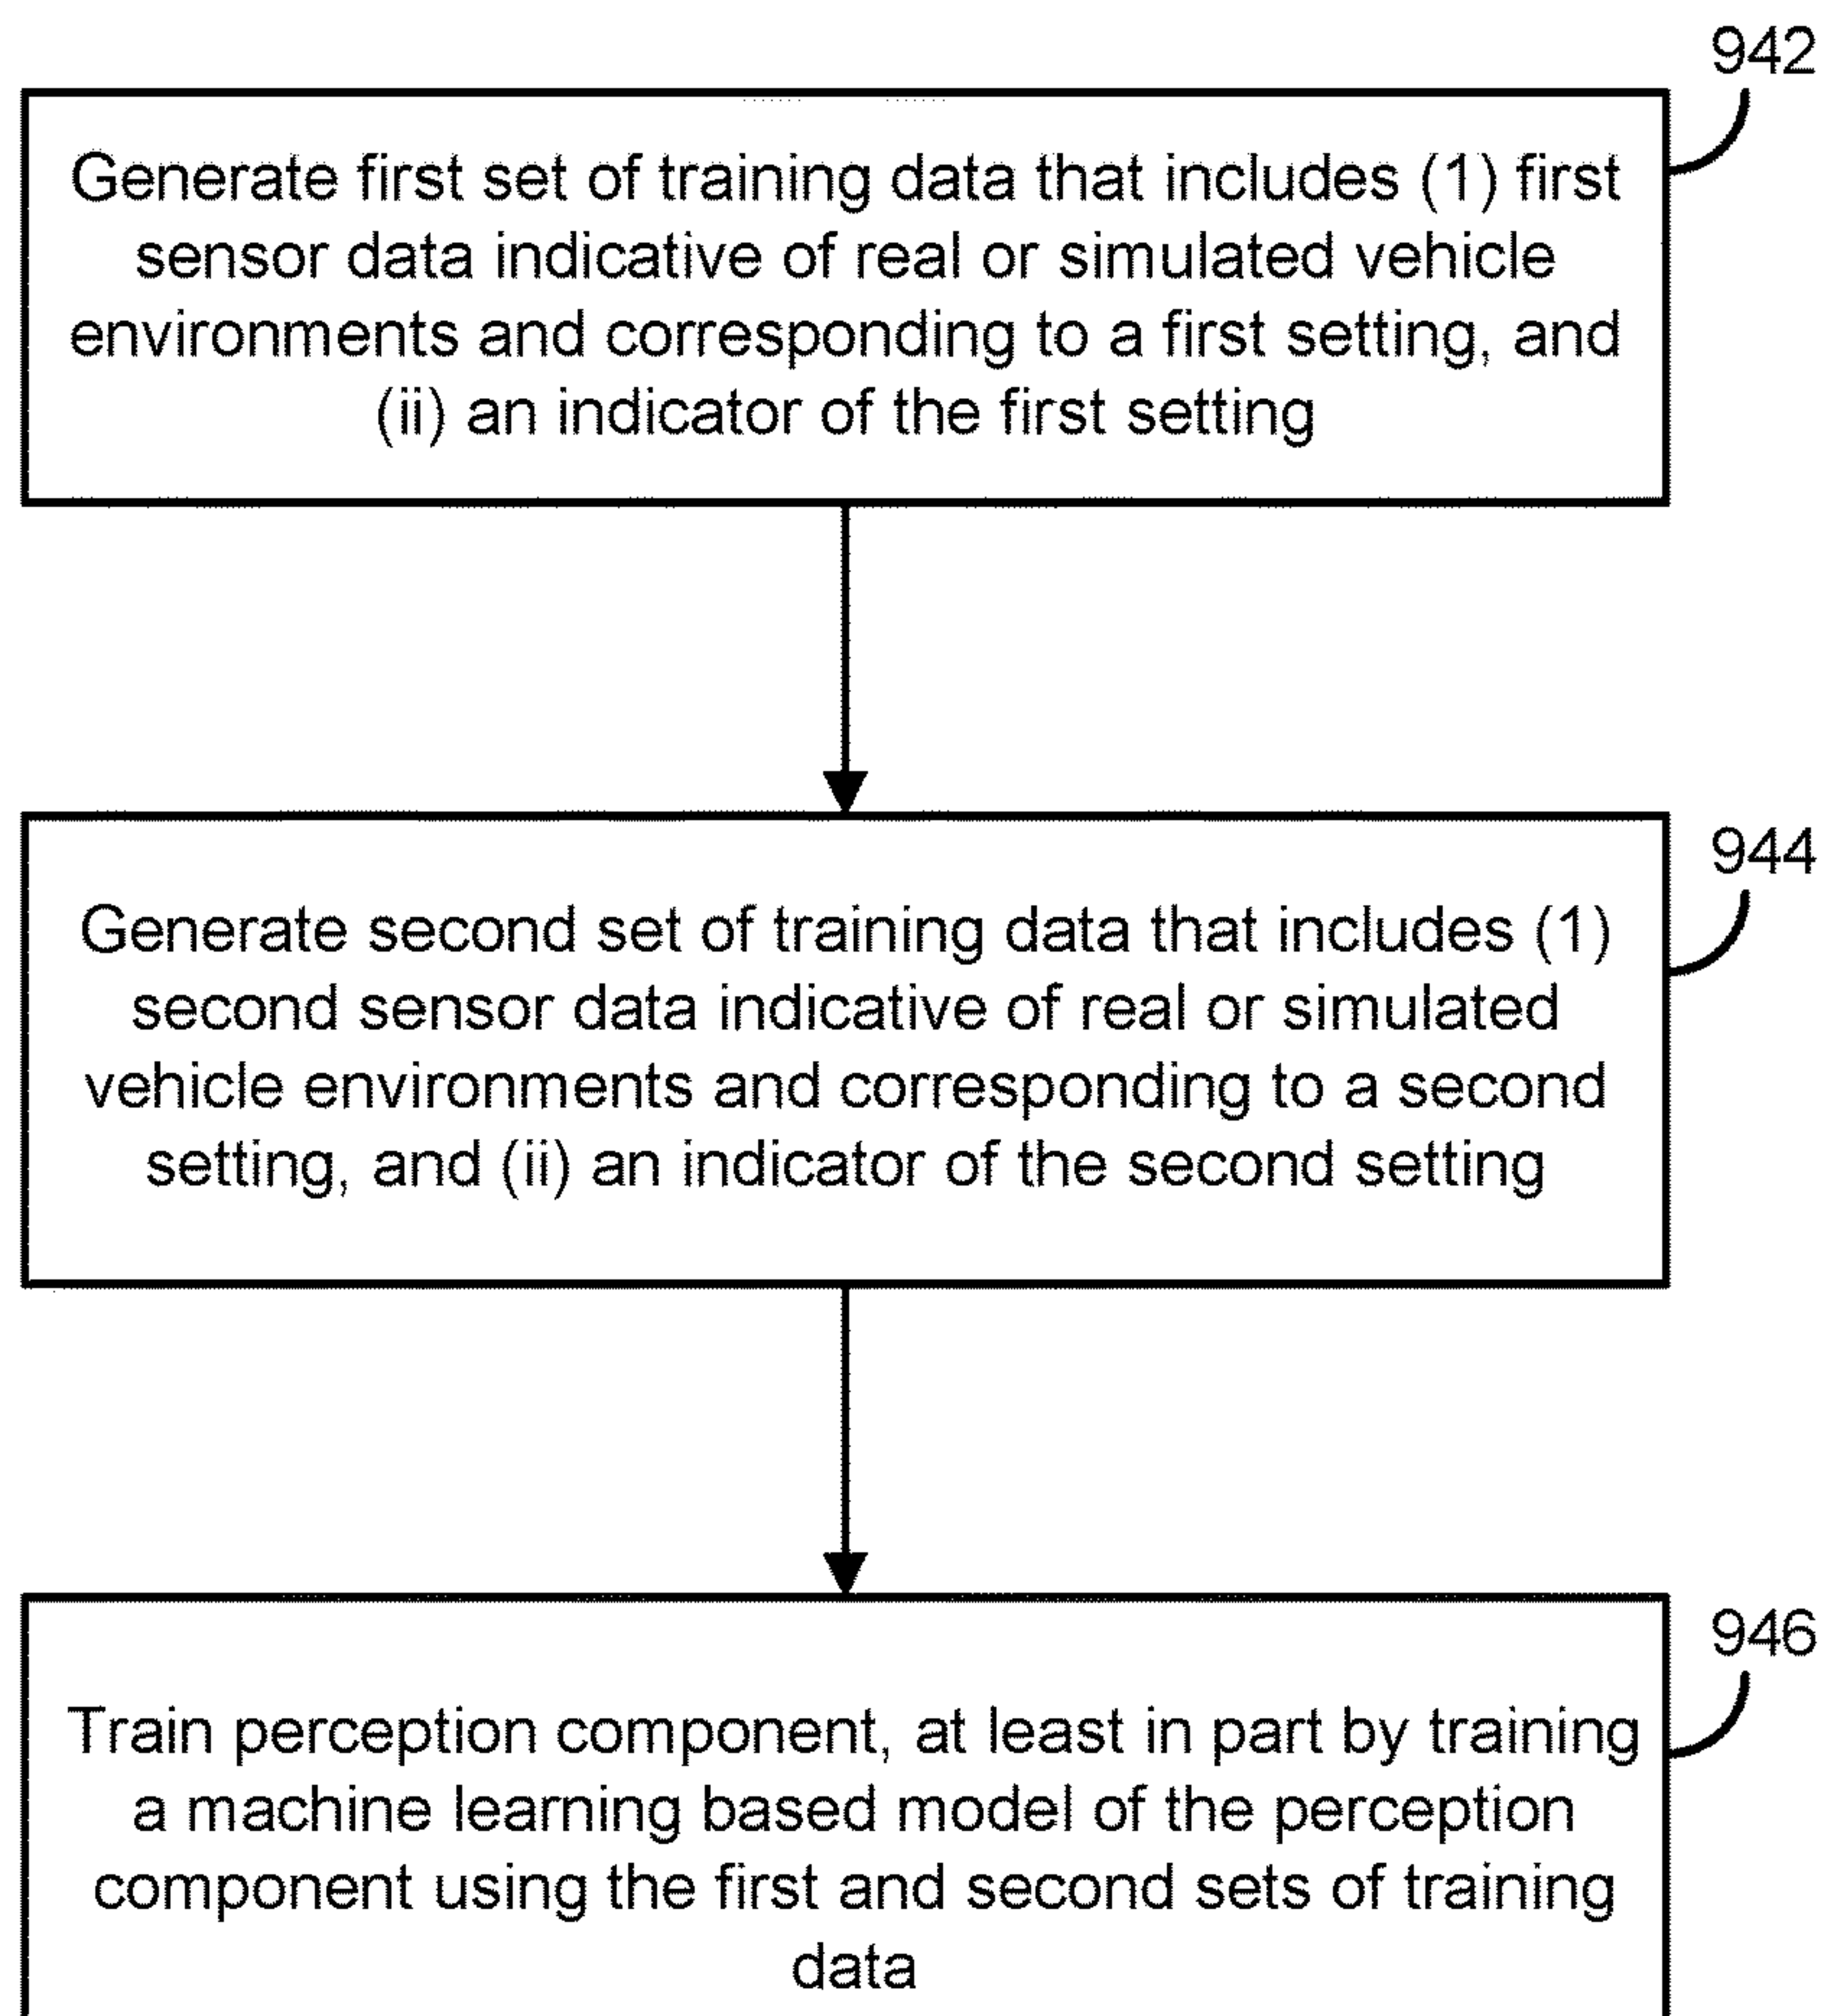 942
Generate first set of training data that includes (1) first
sensor data indicative of real or simulated vehicle
environments and corresponding to a first setting, and
(ii) an indicator of the first setting
944
Generate second set of training data that includes (1)
second sensor data indicative of real or simulated
vehicle environments and corresponding to a second
setting, and (ii) an indicator of the second setting
946
Train perception component, at least in part by training
a machine learning based model of the perception
component using the first and second sets of training
data